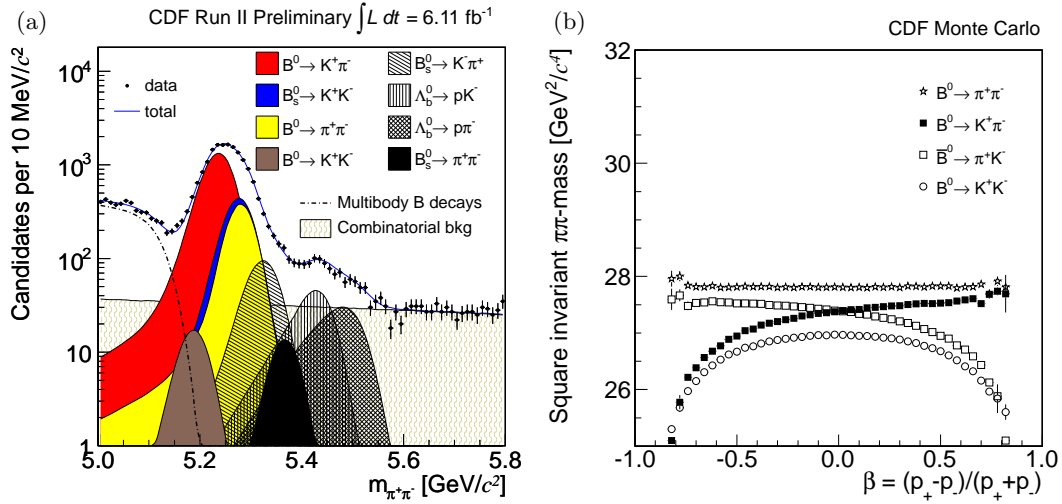 (a)
CDF Run II Preliminary ∫L dt = 6.11 fb⁻¹
Candidates per 10 MeV/c²
10⁴
10³
10²
10
1
data
total
B⁰→ K⁺π⁻
B⁰ₛ→ K⁺K⁻
B⁰→ π⁺π⁻
B⁰→ K⁺K⁻
B⁰ₛ→ K⁻π⁺
Λ⁰_b→ pK⁻
Λ⁰_b→ pπ⁻
B⁰ₛ→ π⁺π⁻
Multibody B decays
Combinatorial bkg
5.0 5.2 5.4 5.6 5.8
m_π⁺π⁻ [GeV/c²]
(b)
CDF Monte Carlo
Square invariant ππ-mass [GeV²/c⁴]
32
30
28
26
B⁰→ π⁺π⁻
B⁰→ K⁺π⁻
B̅⁰→ π⁺K⁻
B⁰→ K⁺K⁻
-1.0 -0.5 0.0 0.5 1.0
β = (p₊-p₋)/(p₊+p₋)